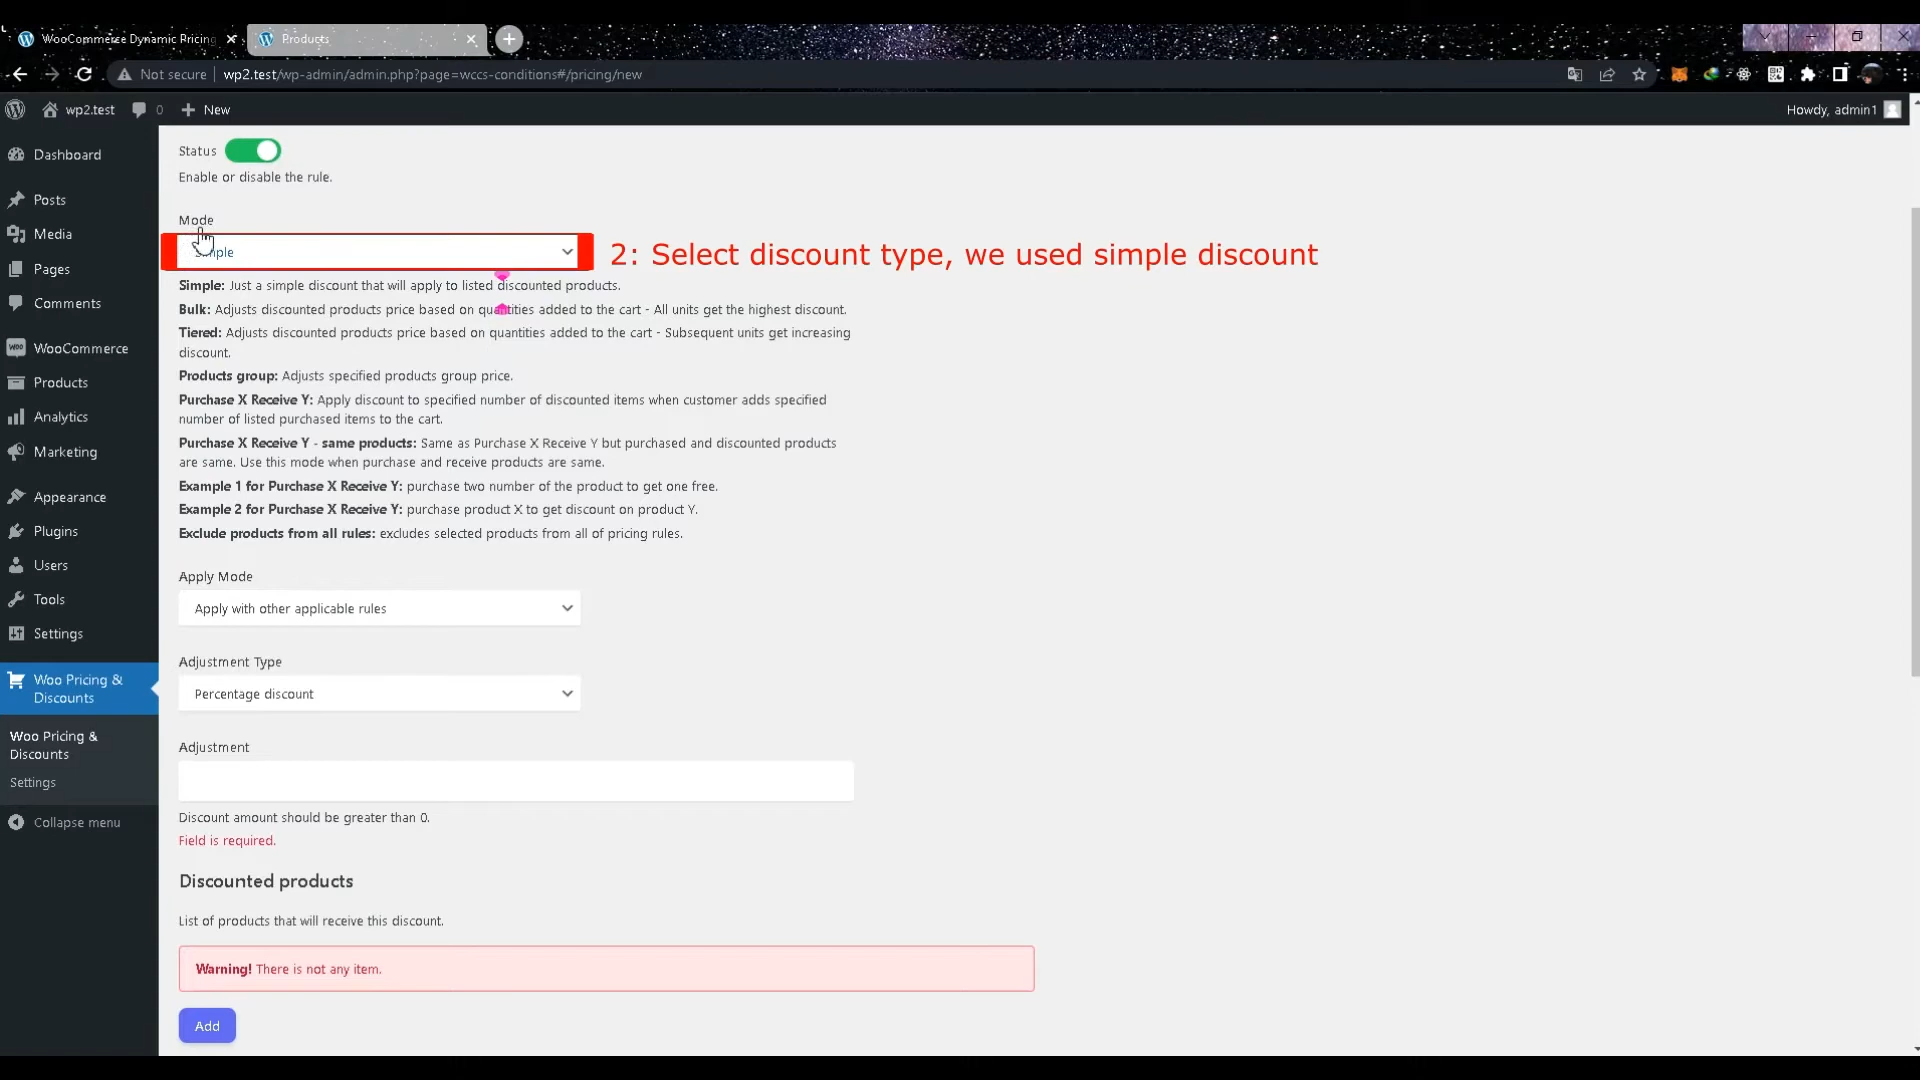 WooCommerce Dynamic Pricing
Products
Not secure
wp2.test/wp-admin/admin.php?page=wccs-conditions#/pricing/new
wp2.test
0
New
Howdy, admin1
Dashboard
Posts
Media
Pages
Comments
WooCommerce
Products
Analytics
Marketing
Appearance
Plugins
Users
Tools
Settings
Woo Pricing &
Discounts
Woo Pricing &
Discounts
Settings
Collapse menu
Status
Enable or disable the rule.
Mode
Simple
2: Select discount type, we used simple discount
Simple: Just a simple discount that will apply to listed discounted products.
Bulk: Adjusts discounted products price based on quantities added to the cart - All units get the highest discount.
Tiered: Adjusts discounted products price based on quantities added to the cart - Subsequent units get increasing
discount.
Products group: Adjusts specified products group price.
Purchase X Receive Y: Apply discount to specified number of discounted items when customer adds specified
number of listed purchased items to the cart.
Purchase X Receive Y - same products: Same as Purchase X Receive Y but purchased and discounted products
are same. Use this mode when purchase and receive products are same.
Example 1 for Purchase X Receive Y: purchase two number of the product to get one free.
Example 2 for Purchase X Receive Y: purchase product X to get discount on product Y.
Exclude products from all rules: excludes selected products from all of pricing rules.
Apply Mode
Apply with other applicable rules
Adjustment Type
Percentage discount
Adjustment
Discount amount should be greater than 0.
Field is required.
Discounted products
List of products that will receive this discount.
Warning! There is not any item.
Add